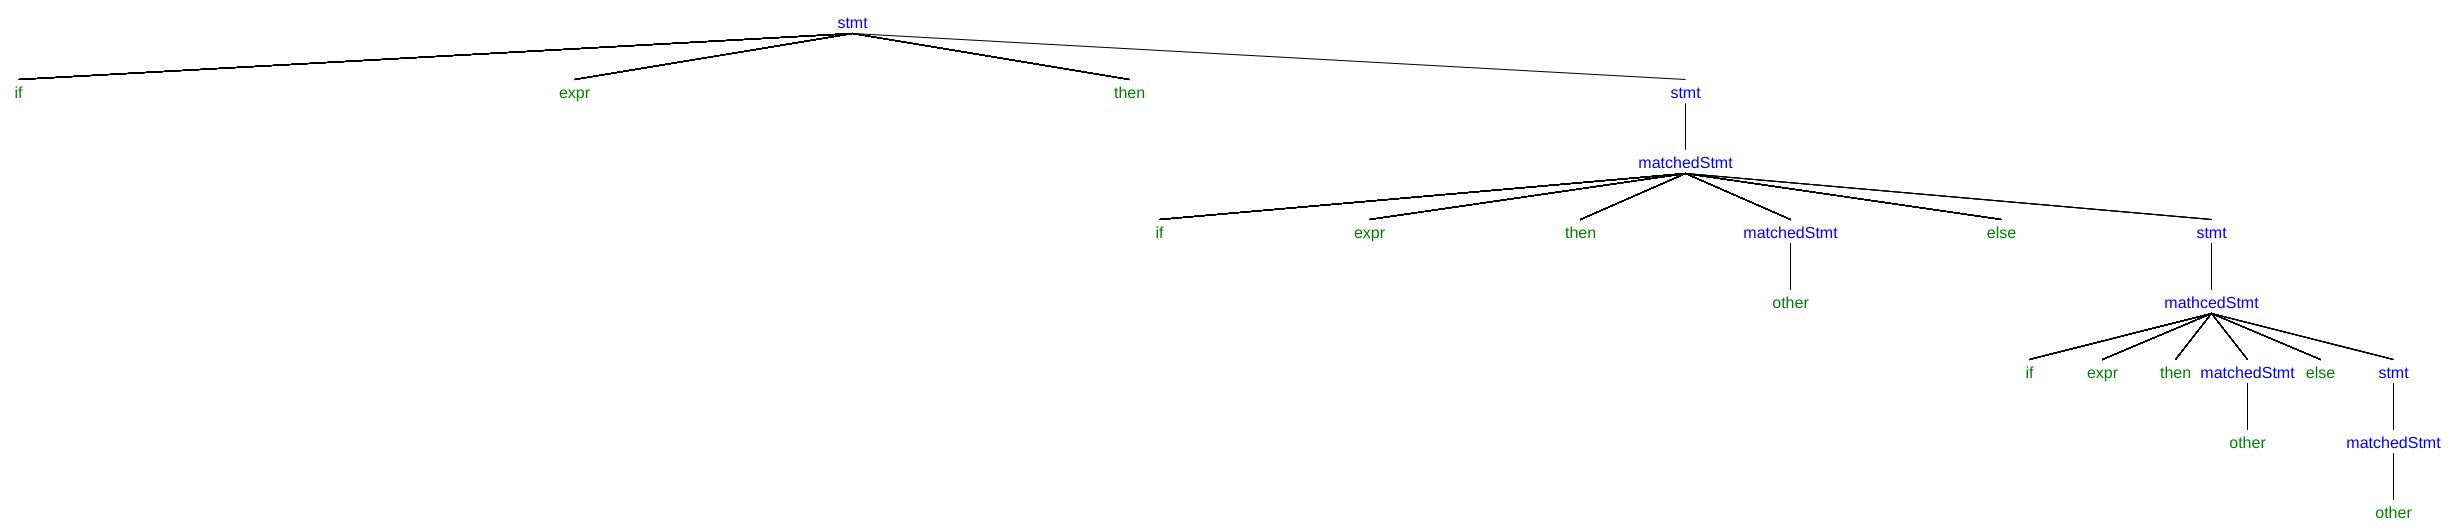 stmt
if expr then stmt
matchedStmt
if expr then matchedStmt else stmt
other mathcedStmt
if expr then matchedStmt else stmt
other matchedStmt
other